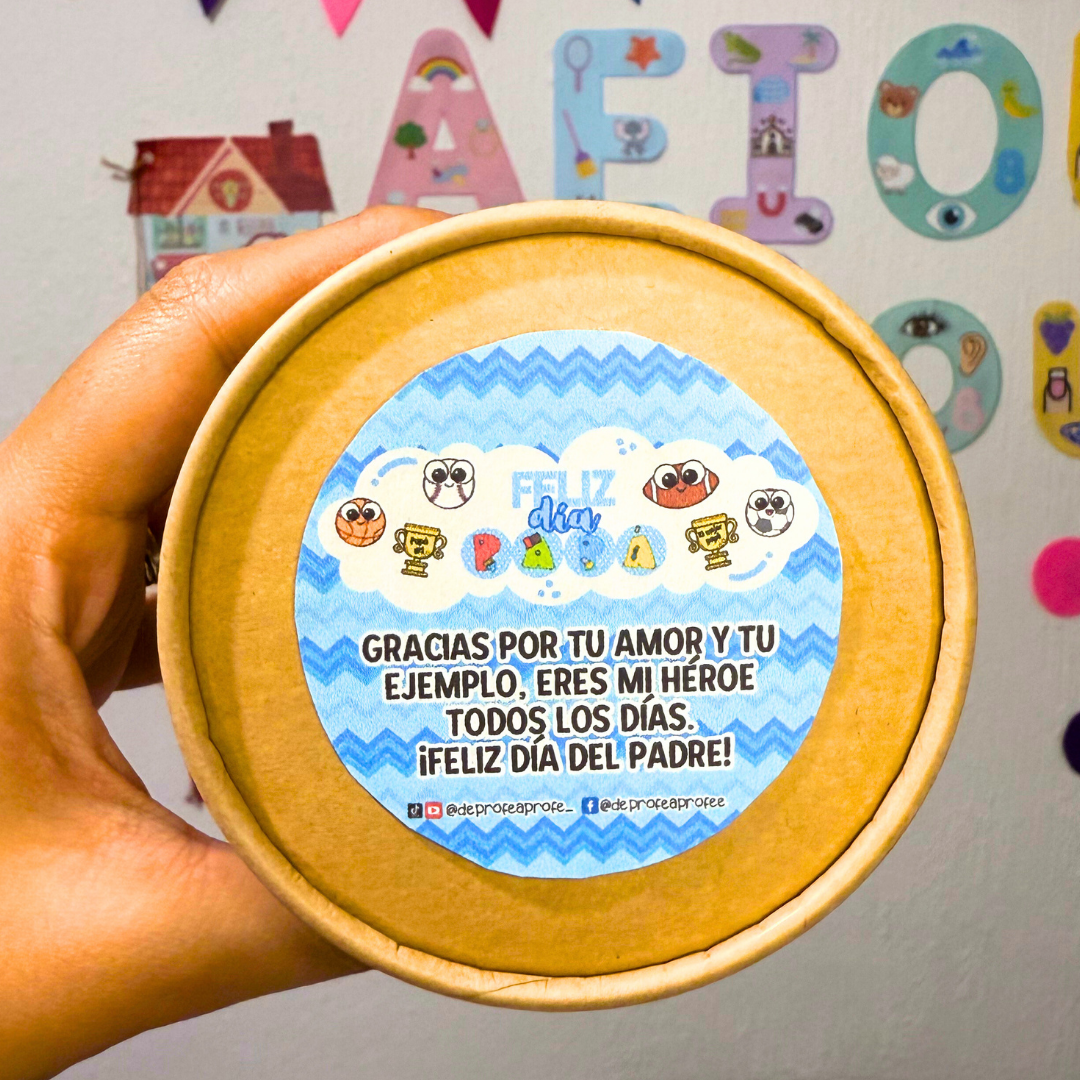 A E I O
FELIZ
día
PAPÁ
GRACIAS POR TU AMOR Y TU
EJEMPLO, ERES MI HÉROE
TODOS LOS DÍAS.
¡FELIZ DÍA DEL PADRE!
@deprofeaprofe_ @deprofeaprofee